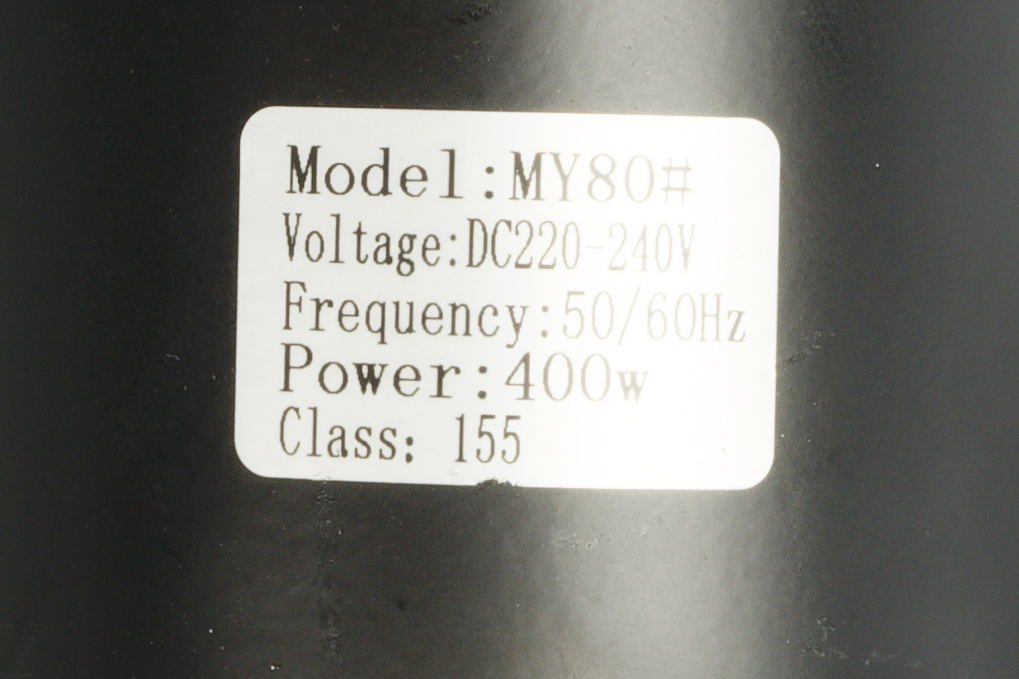 Model:MY80#
Voltage:DC220-240V
Frequency:50/60Hz
Power:400w
Class: 155